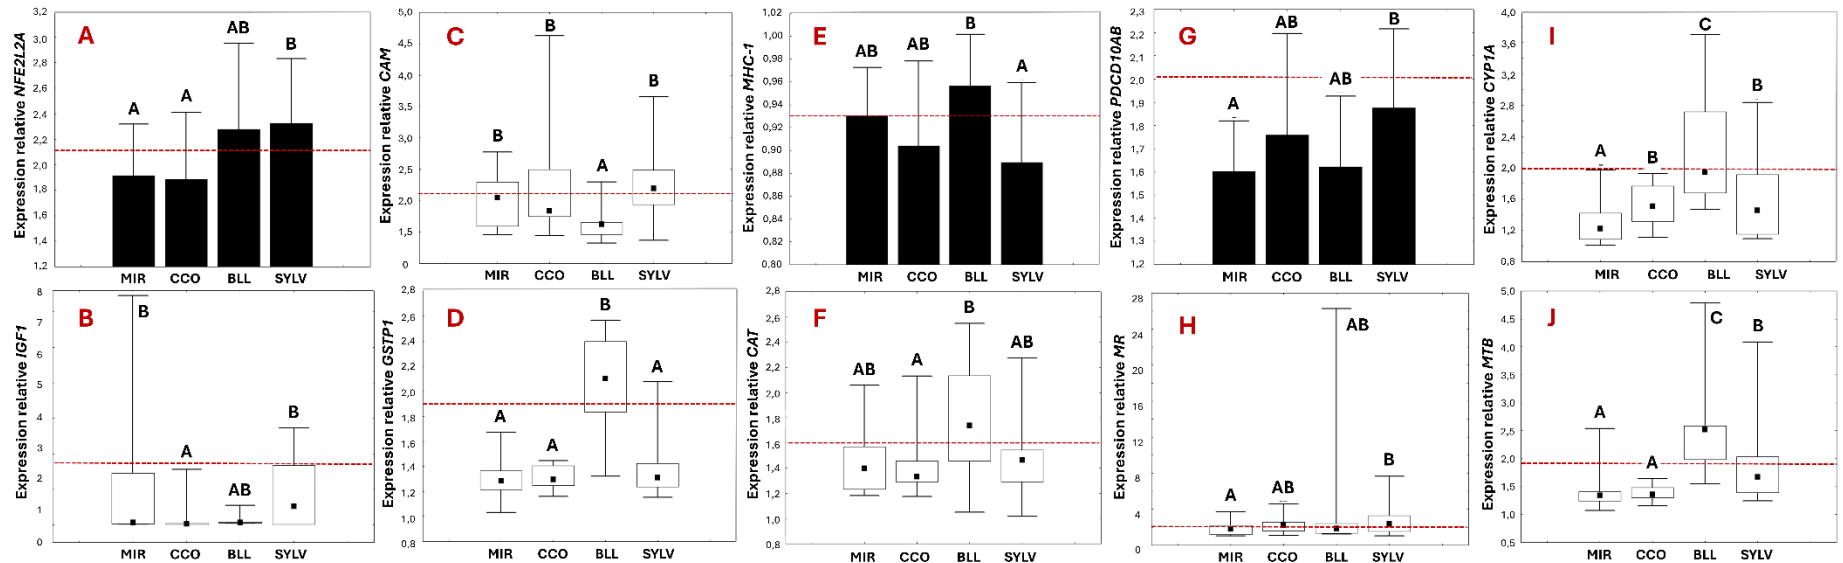 A
Expression relative NFE2L2A
3,2
3,0
2,8
2,6
2,4
2,2
2,0
1,8
1,6
1,4
1,2
A
A
AB
B
MIR
CCO
BLL
SYLV
C
Expression relative CAM
5,0
4,5
4,0
3,5
3,0
2,5
2,0
1,5
0
B
B
A
B
MIR
CCO
BLL
SYLV
E
Expression relative MHC-1
1,02
1,00
0,96
0,94
0,93
0,92
0,90
0,88
0,86
0,84
0,82
0,80
AB
AB
B
A
MIR
CCO
BLL
SYLV
G
Expression relative PDCD10AB
2,3
2,2
2,1
2,0
1,9
1,8
1,7
1,6
1,5
1,4
1,3
1,2
A
AB
AB
B
MIR
CCO
BLL
SYLV
I
Expression relative CYP1A
4,0
3,6
3,2
2,8
2,4
2,0
1,6
1,2
0,8
A
B
C
B
MIR
CCO
BLL
SYLV
B
Expression relative IGF1
8
7
6
5
4
3
2
1
0
B
A
AB
B
MIR
CCO
BLL
SYLV
D
Expression relative GSTP1
2,8
2,6
2,4
2,2
2,0
1,8
1,6
1,4
1,2
1,0
0,8
A
A
B
A
MIR
CCO
BLL
SYLV
F
Expression relative CAT
2,8
2,6
2,4
2,2
2,0
1,8
1,6
1,4
1,2
1,0
0,8
AB
A
B
AB
MIR
CCO
BLL
SYLV
H
Expression relative MR
28
24
20
16
12
8
4
0
A
AB
AB
B
MIR
CCO
BLL
SYLV
J
Expression relative MTB
5,0
4,5
4,0
3,5
3,0
2,5
2,0
1,5
1,0
0,5
A
A
C
B
MIR
CCO
BLL
SYLV